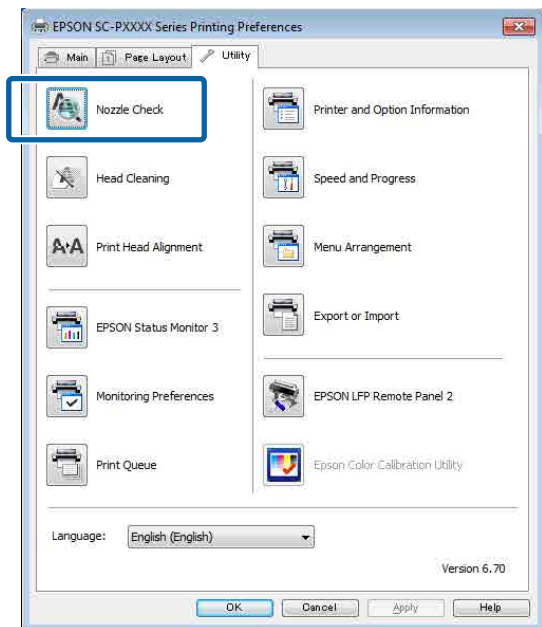 EPSON SC-PXXXX Series Printing Preferences
Main
Page Layout
Utility
Nozzle Check
Printer and Option Information
Head Cleaning
Speed and Progress
A A
Print Head Alignment
Menu Arrangement
EPSON Status Monitor 3
Export or Import
Monitoring Preferences
EPSON LFP Remote Panel 2
Print Queue
Epson Color Calibration Utility
Language:
English (English)
Version 6.70
OK
Cancel
Apply
Help